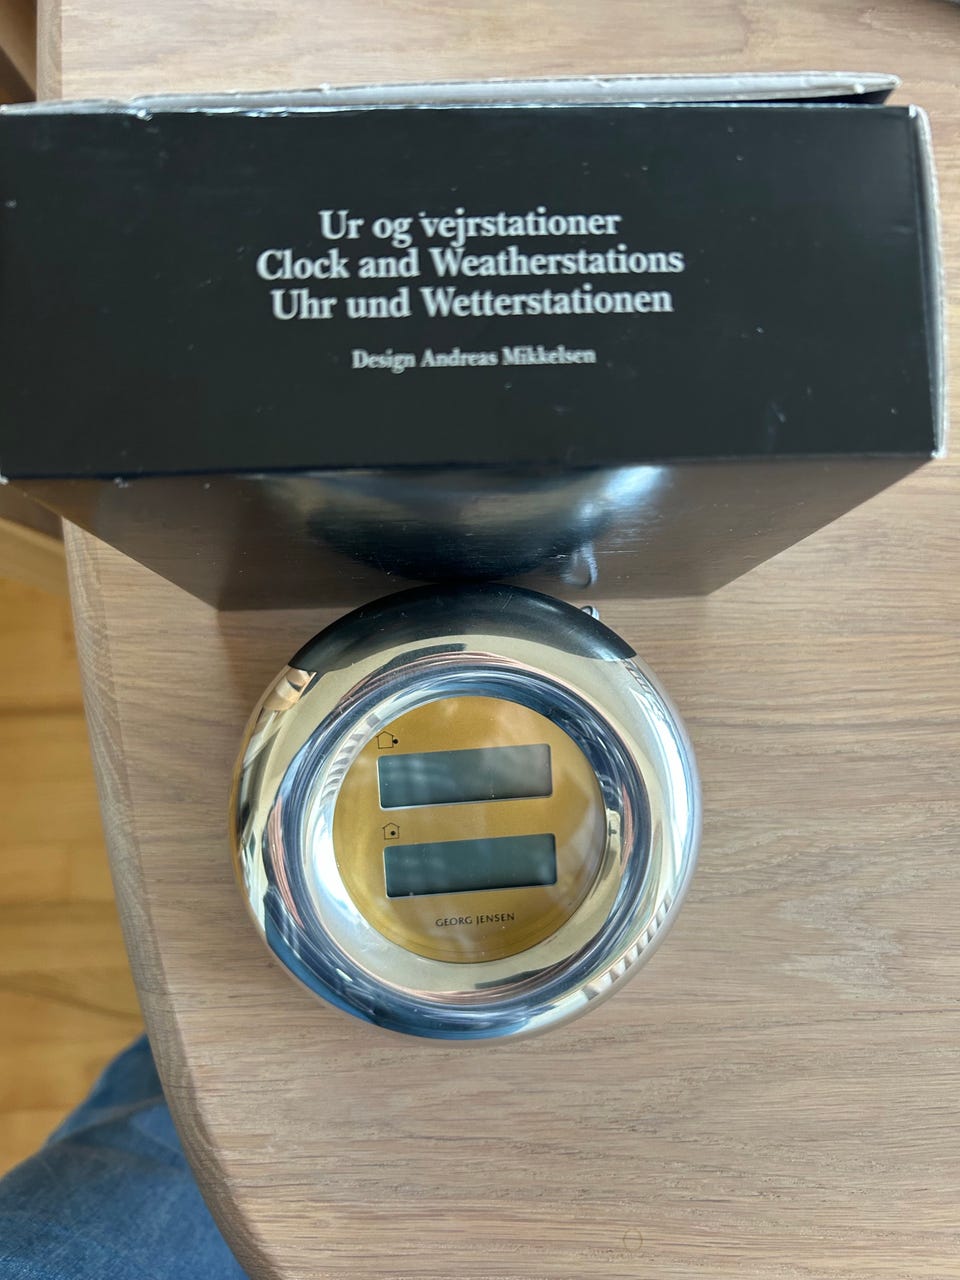 Ur og vejrstationer
Clock and Weatherstations
Uhr und Wetterstationen
Design Andreas Mikkelsen
GEORG JENSEN